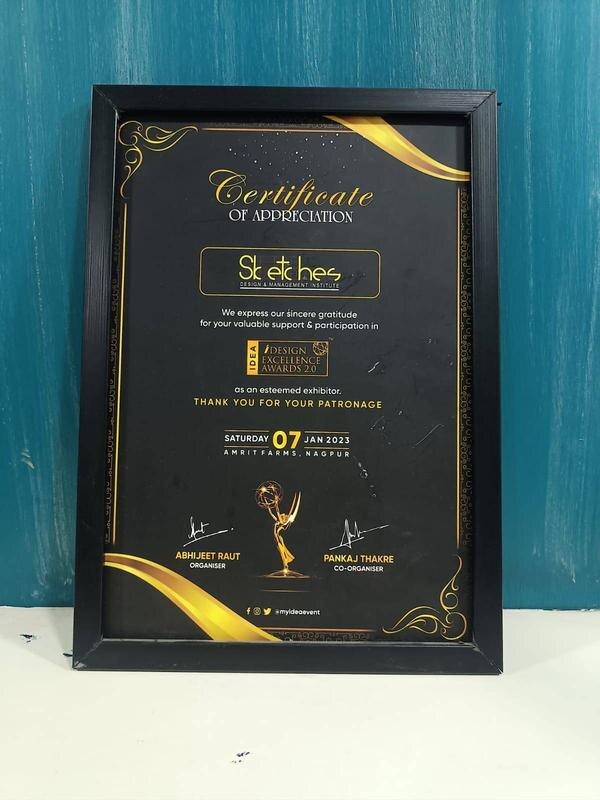 Certificate
OF APPRECIATION
Sketches
DESIGN & MANAGEMENT INSTITUTE
We express our sincere gratitude
for your valuable support & participation in
IDEA
iDESIGN
EXCELLENCE
AWARDS 2.0
TM
as an esteemed exhibitor.
THANK YOU FOR YOUR PATRONAGE
SATURDAY 07 JAN 2023
AMRIT FARMS, NAGPUR
ABHIJEET RAUT
ORGANISER
PANKAJ THAKRE
CO-ORGANISER
@myideaevent